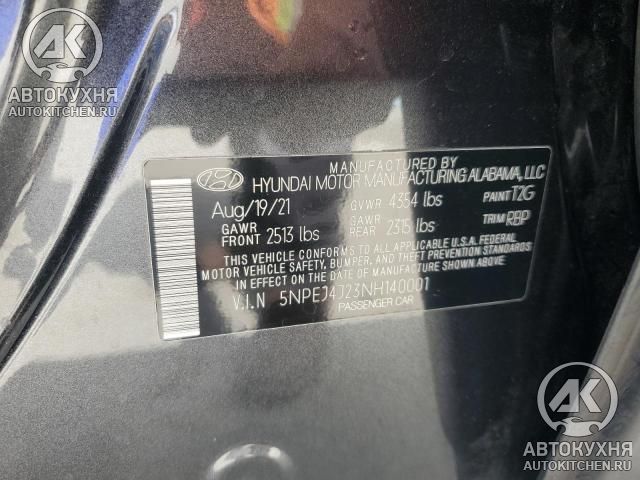 АК
АВТОКУХНЯ
AUTOKITCHEN.RU
MANUFACTURED BY
HYUNDAI MOTOR MANUFACTURING ALABAMA, LLC
Aug/19/21 GVWR 4354 lbs PAINT T2G
GAWR FRONT 2513 lbs GAWR REAR 2315 lbs TRIM RBP
THIS VEHICLE CONFORMS TO ALL APPLICABLE U.S.A. FEDERAL
MOTOR VEHICLE SAFETY, BUMPER, AND THEFT PREVENTION STANDARDS
IN EFFECT ON THE DATE OF MANUFACTURE SHOWN ABOVE.
V.I.N 5NPEJ4J23NH140001
PASSENGER CAR
АК
АВТОКУХНЯ
AUTOKITCHEN.RU